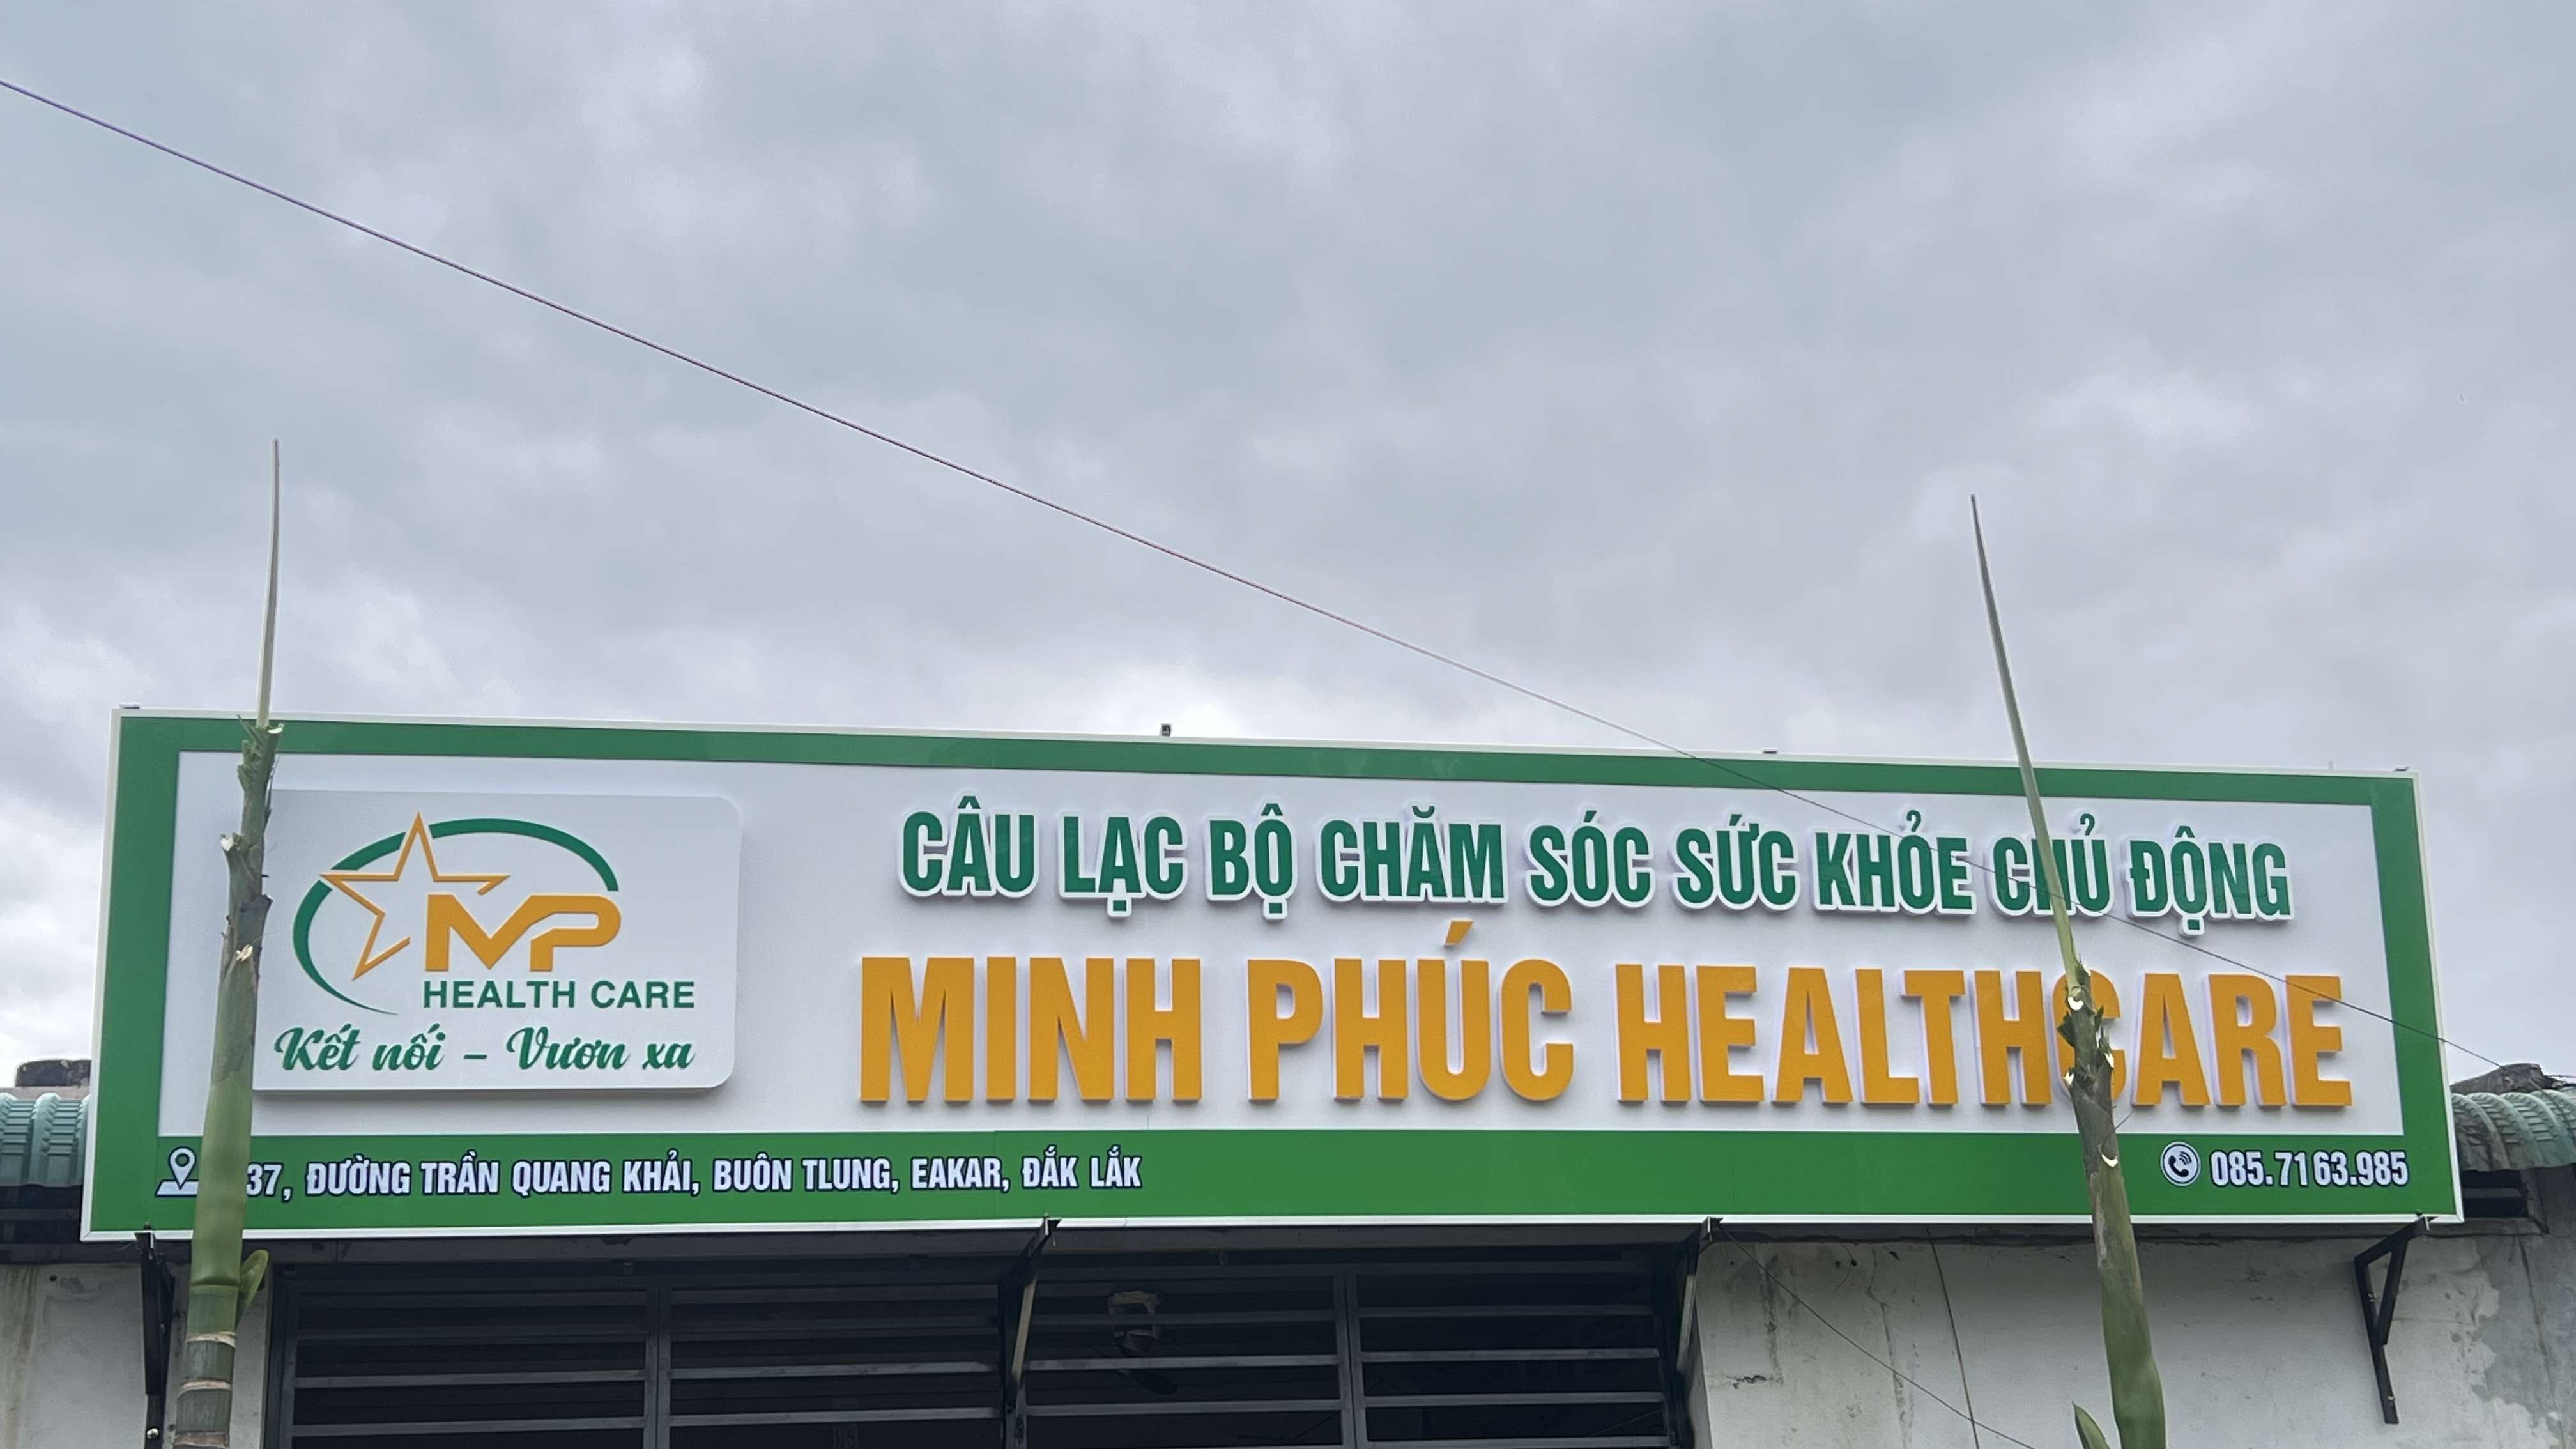 MP
HEALTH CARE
Kết nối – Vươn xa
CÂU LẠC BỘ CHĂM SÓC SỨC KHỎE CHỦ ĐỘNG
MINH PHÚC HEALTHCARE
ĐƯỜNG TRẦN QUANG KHẢI, BUÔN TLUNG, EAKAR, ĐẮK LẮK
085.7163.985